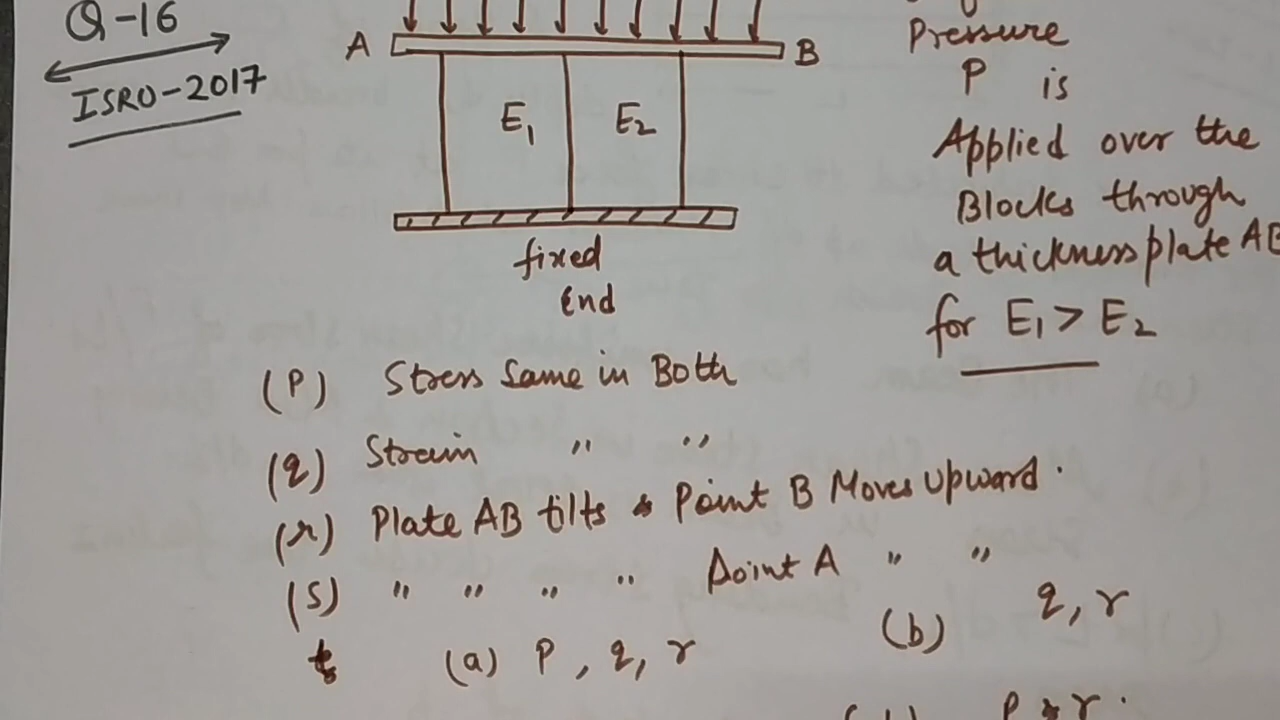 Q-16
ISRO-2017
A
B
E1
E2
fixed
End
Pressure
P is
Applied over the
Blocks through
a thickness plate AB
for E1 > E2
(P) Stress Same in Both
(q) Strain " "
(r) Plate AB tilts & Point B Moves Upward.
(S) " " " " Point A " "
(a) P, q, r
(b) q, r
P & r.